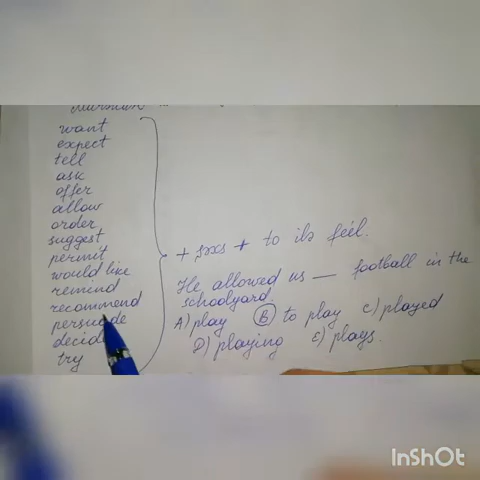 want
expect
tell
ask
offer
allow
order
suggest
permit
would like
remind
recommend
persuade
decide
try
+ şəxs + to ilə feil.
He allowed us — football in the
schoolyard.
A) play B) to play C) played
D) playing E) plays.
InShOt